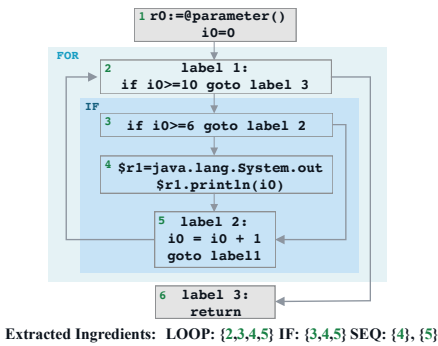 1 r0:=@parameter()
i0=0
FOR
2 label 1:
if i0>=10 goto label 3
IF
3 if i0>=6 goto label 2
4 $r1=java.lang.System.out
$r1.println(i0)
5 label 2:
i0 = i0 + 1
goto label1
6 label 3:
return
Extracted Ingredients: LOOP: {2,3,4,5} IF: {3,4,5} SEQ: {4}, {5}